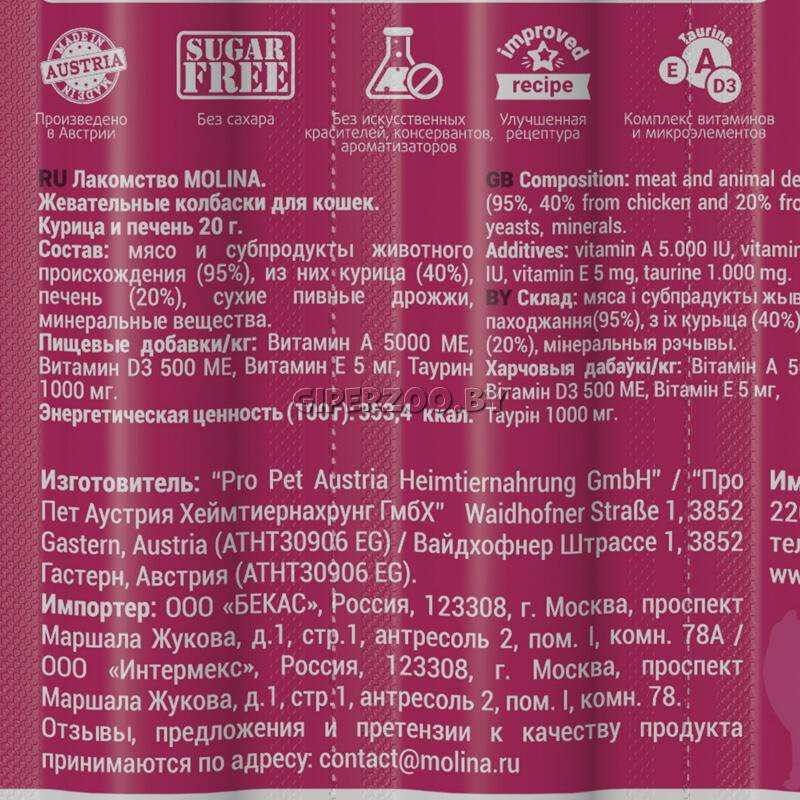 MADE IN
AUSTRIA
MADE IN
Произведено
в Австрии
SUGAR
FREE
Без сахара
Без искусственных
красителей, консервантов,
ароматизаторов
improved
recipe
Улучшенная
рецептура
Taurine
E A D3
Комплекс витаминов
и микроэлементов
RU Лакомство MOLINA.
Жевательные колбаски для кошек.
Курица и печень 20 г.
Состав: мясо и субпродукты животного
происхождения (95%), из них курица (40%),
печень (20%), сухие пивные дрожжи,
минеральные вещества.
Пищевые добавки/кг: Витамин А 5000 МЕ,
Витамин D3 500 МЕ, Витамин Е 5 мг, Таурин
1000 мг.
Энергетическая ценность (100г): 353,4 ккал.
GB Composition: meat and animal de
(95%, 40% from chicken and 20% fro
yeasts, minerals.
Additives: vitamin A 5.000 IU, vitamin
IU, vitamin E 5 mg, taurine 1.000 mg.
BY Склад: мяса і субпрадукты жыв
паходжання(95%), з іх курыца (40%)
(20%), мінеральныя рэчывы.
Харчовыя дабаўкі/кг: Вітамін А 50
Вітамін D3 500 МЕ, Вітамін Е 5 мг,
Таурін 1000 мг.
GIPERZOO.BY
Изготовитель: “Pro Pet Austria Heimtiernahrung GmbH” / “Про
Пет Аустрия Хеймтиернахрунг ГмбХ” Waidhofner Straße 1, 3852
Gastern, Austria (ATHT30906 EG) / Вайдхофнер Штрассе 1, 3852
Гастерн, Австрия (ATHT30906 EG).
Импортер: ООО «БЕКАС», Россия, 123308, г. Москва, проспект
Маршала Жукова, д.1, стр.1, антресоль 2, пом. I, комн. 78А /
ООО «Интермекс», Россия, 123308, г. Москва, проспект
Маршала Жукова, д.1, стр.1, антресоль 2, пом. I, комн. 78.
Отзывы, предложения и претензии к качеству продукта
принимаются по адресу: contact@molina.ru
Им
22
тел
ww